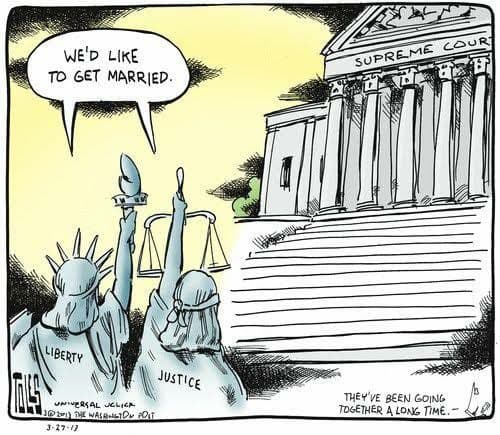 WE'D LIKE
TO GET MARRIED.
SUPREME COUR
LIBERTY
JUSTICE
TOLES
UNIVERSAL UCLICK
©2013 THE WASHINGTON POST
3-27-13
THEY'VE BEEN GOING
TOGETHER A LONG TIME.-